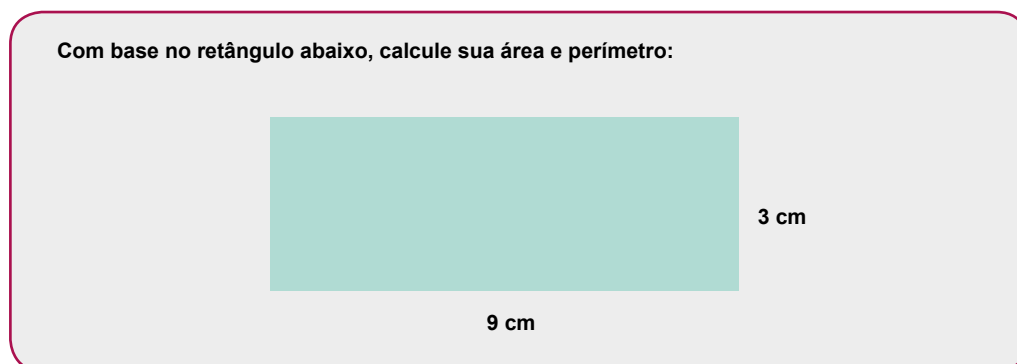 Com base no retângulo abaixo, calcule sua área e perímetro:
3 cm
9 cm